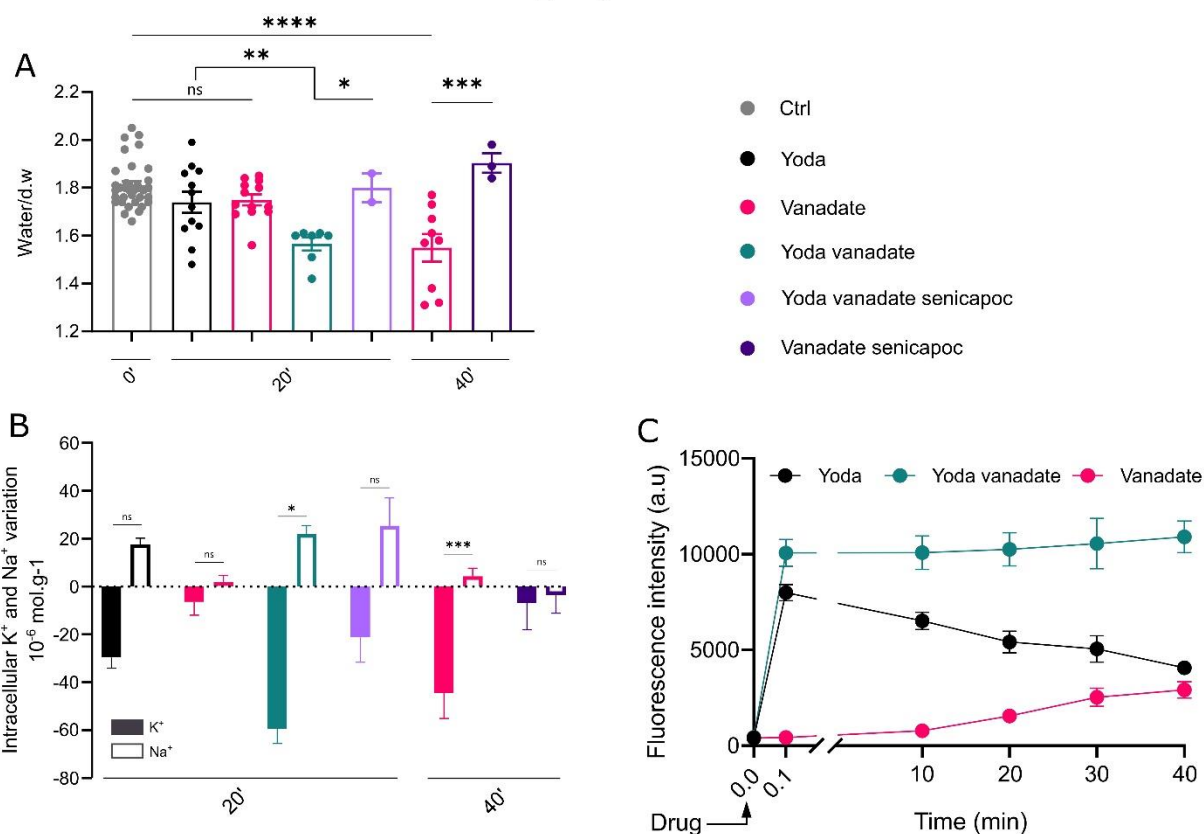 A
****
**
*
***
ns
Water/d.w
2.2
2.0
1.8
1.6
1.4
1.2
0'
20'
40'
Ctrl
Yoda
Vanadate
Yoda vanadate
Yoda vanadate senicapoc
Vanadate senicapoc
B
Intracellular K⁺ and Na⁺ variation
10⁻⁶ mol.g-1
60
40
20
0
-20
-40
-60
-80
ns
ns
*
ns
***
ns
K⁺
Na⁺
20'
40'
C
Fluorescence intensity (a.u)
15000
10000
5000
0
Yoda
Yoda vanadate
Vanadate
0.0
0.1
10
20
30
40
Drug
Time (min)